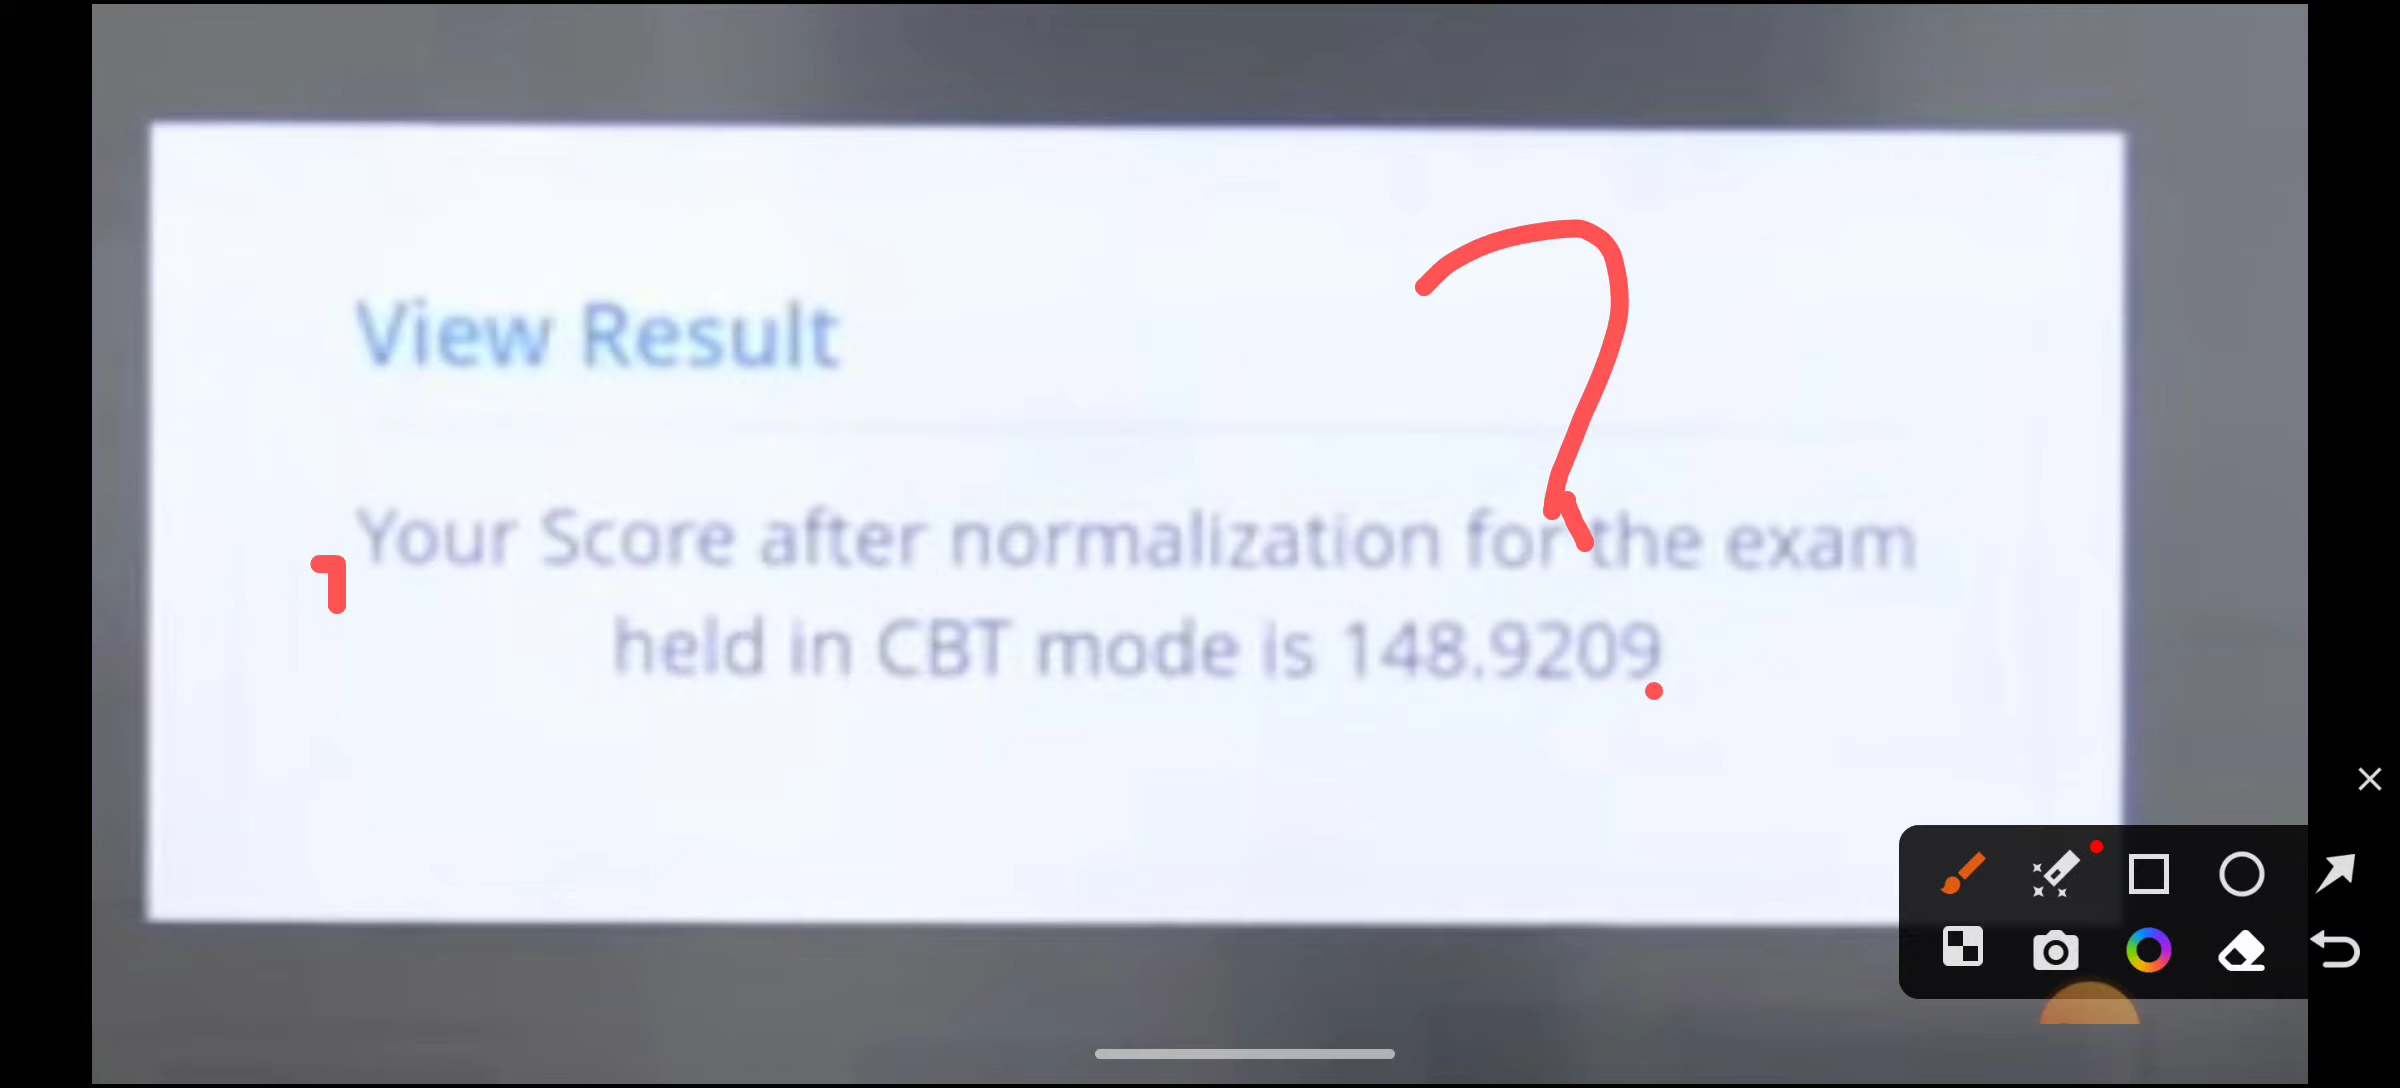 View Result
Your Score after normalization for the exam
held in CBT mode is 148.9209